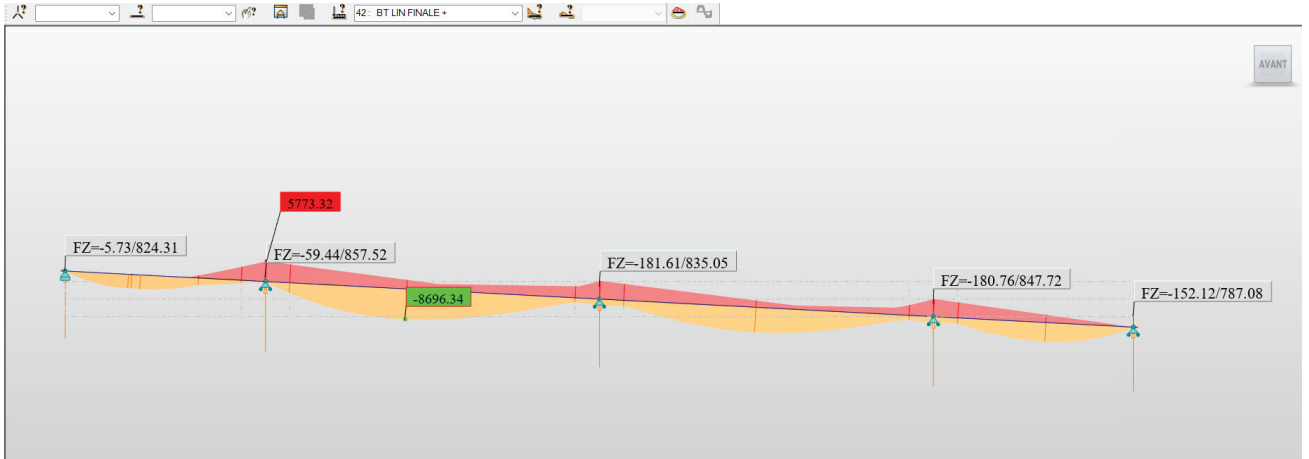 42 : BT LIN FINALE +
AVANT
5773.32
FZ=-5.73/824.31
FZ=-59.44/857.52
FZ=-181.61/835.05
-8696.34
FZ=-180.76/847.72
FZ=-152.12/787.08